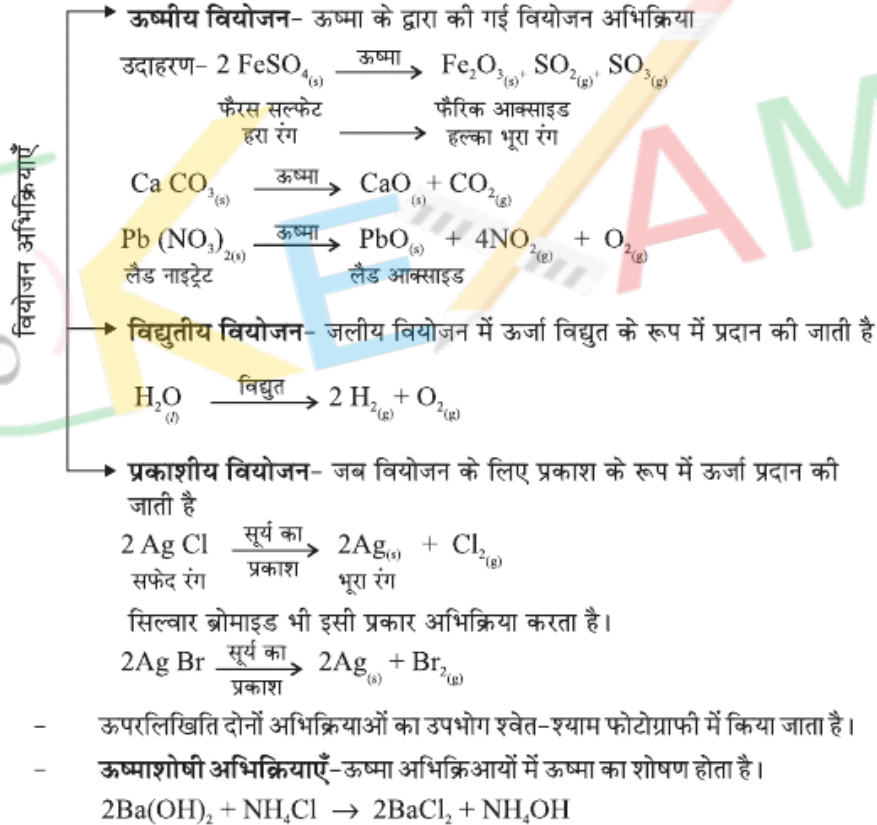 वियोजन अभिक्रियाएँ
ऊष्मीय वियोजन– ऊष्मा के द्वारा की गई वियोजन अभिक्रिया
उदाहरण– 2 FeSO₄₍ₛ₎ —ऊष्मा→ Fe₂O₃₍ₛ₎, SO₂₍g₎, SO₃₍g₎
फैरस सल्फेट फैरिक आक्साइड
हरा रंग → हल्का भूरा रंग
Ca CO₃₍ₛ₎ —ऊष्मा→ CaO₍ₛ₎ + CO₂₍g₎
Pb (NO₃)₂₍ₛ₎ —ऊष्मा→ PbO₍ₛ₎ + 4NO₂₍g₎ + O₂₍g₎
लैड नाइट्रेट लैड आक्साइड
विद्युतीय वियोजन– जलीय वियोजन में ऊर्जा विद्युत के रूप में प्रदान की जाती है
H₂O₍l₎ —विद्युत→ 2 H₂₍g₎ + O₂₍g₎
प्रकाशीय वियोजन– जब वियोजन के लिए प्रकाश के रूप में ऊर्जा प्रदान की
जाती है
2 Ag Cl —सूर्य का प्रकाश→ 2Ag₍ₛ₎ + Cl₂₍g₎
सफेद रंग भूरा रंग
सिल्वार ब्रोमाइड भी इसी प्रकार अभिक्रिया करता है।
2Ag Br —सूर्य का प्रकाश→ 2Ag₍ₛ₎ + Br₂₍g₎
– ऊपरलिखिति दोनों अभिक्रियाओं का उपभोग श्वेत–श्याम फोटोग्राफी में किया जाता है।
– ऊष्माशोषी अभिक्रियाएँ–ऊष्मा अभिक्रिआयों में ऊष्मा का शोषण होता है।
2Ba(OH)₂ + NH₄Cl → 2BaCl₂ + NH₄OH